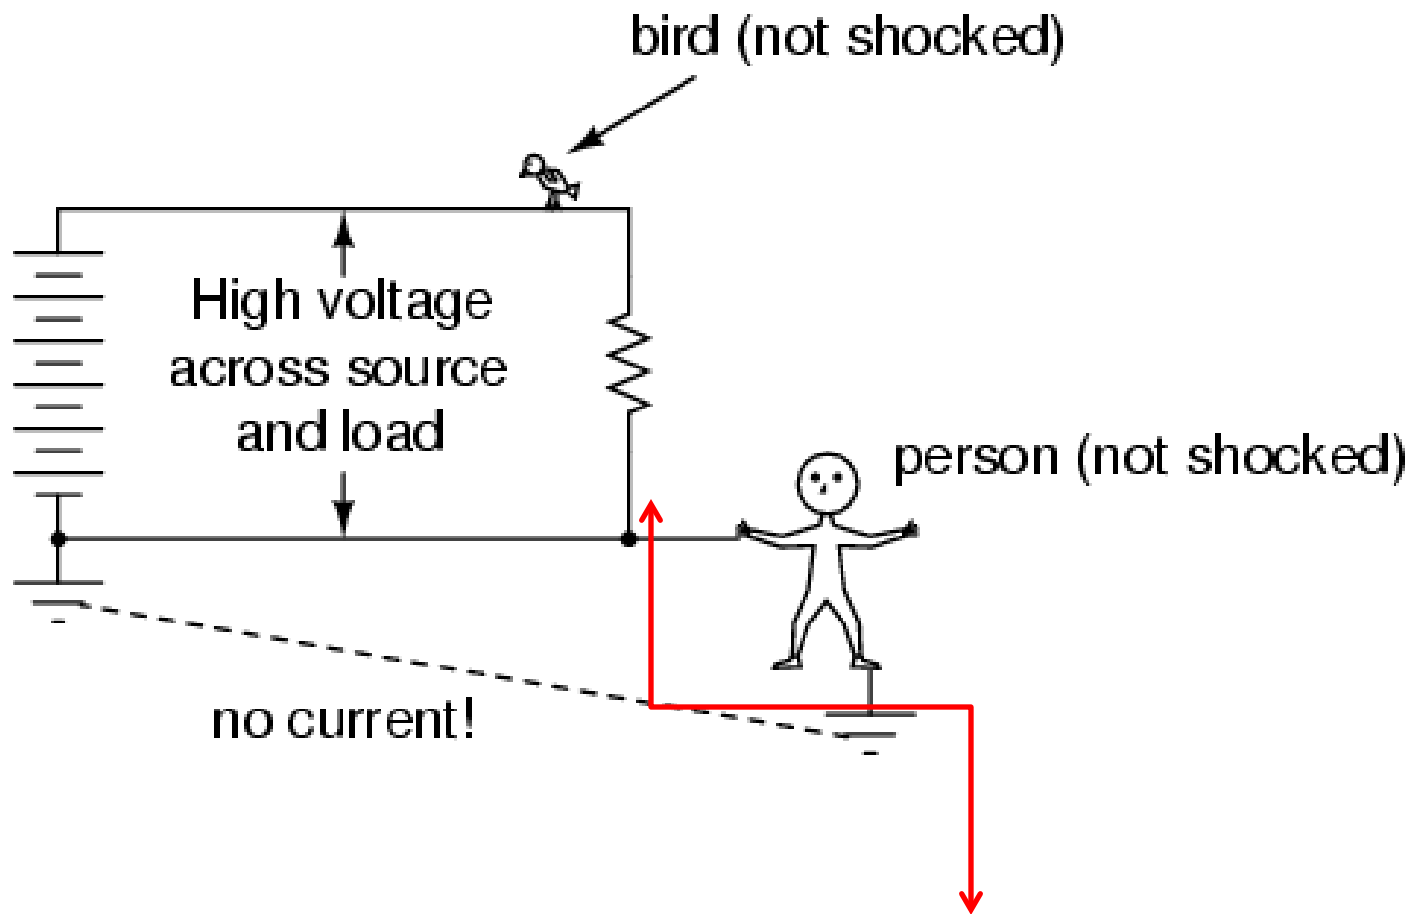 bird (not shocked)
High voltage
across source
and load
person (not shocked)
no current!